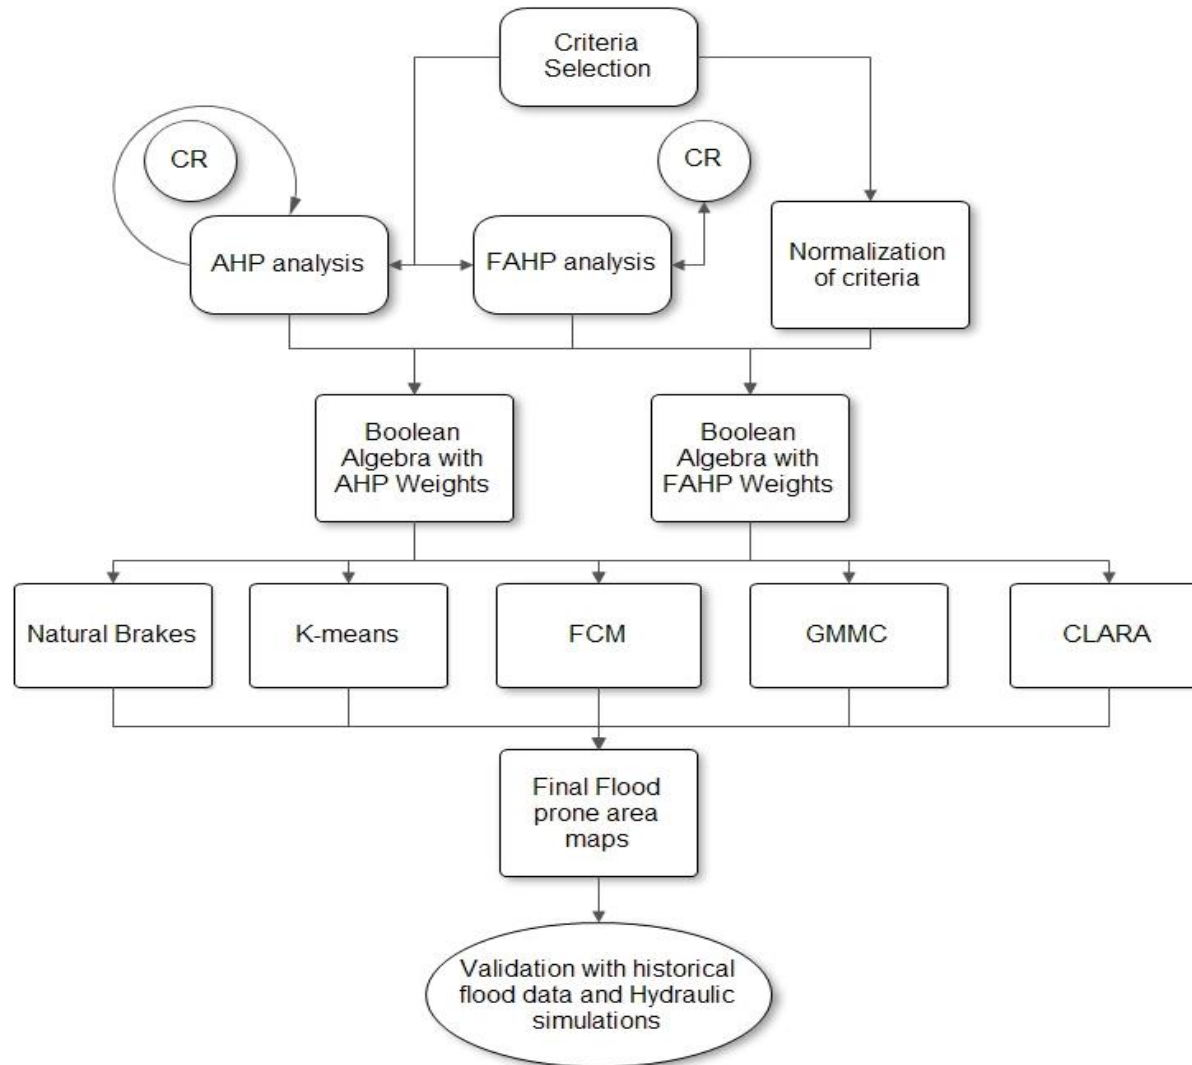 Criteria
Selection
CR
CR
AHP analysis
FAHP analysis
Normalization
of criteria
Boolean
Algebra with
AHP Weights
Boolean
Algebra with
FAHP Weights
Natural Brakes
K-means
FCM
GMMC
CLARA
Final Flood
prone area
maps
Validation with historical
flood data and Hydraulic
simulations